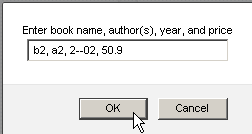 Enter book name, author(s), year, and price
b2, a2, 2--02, 50.9
OK
Cancel